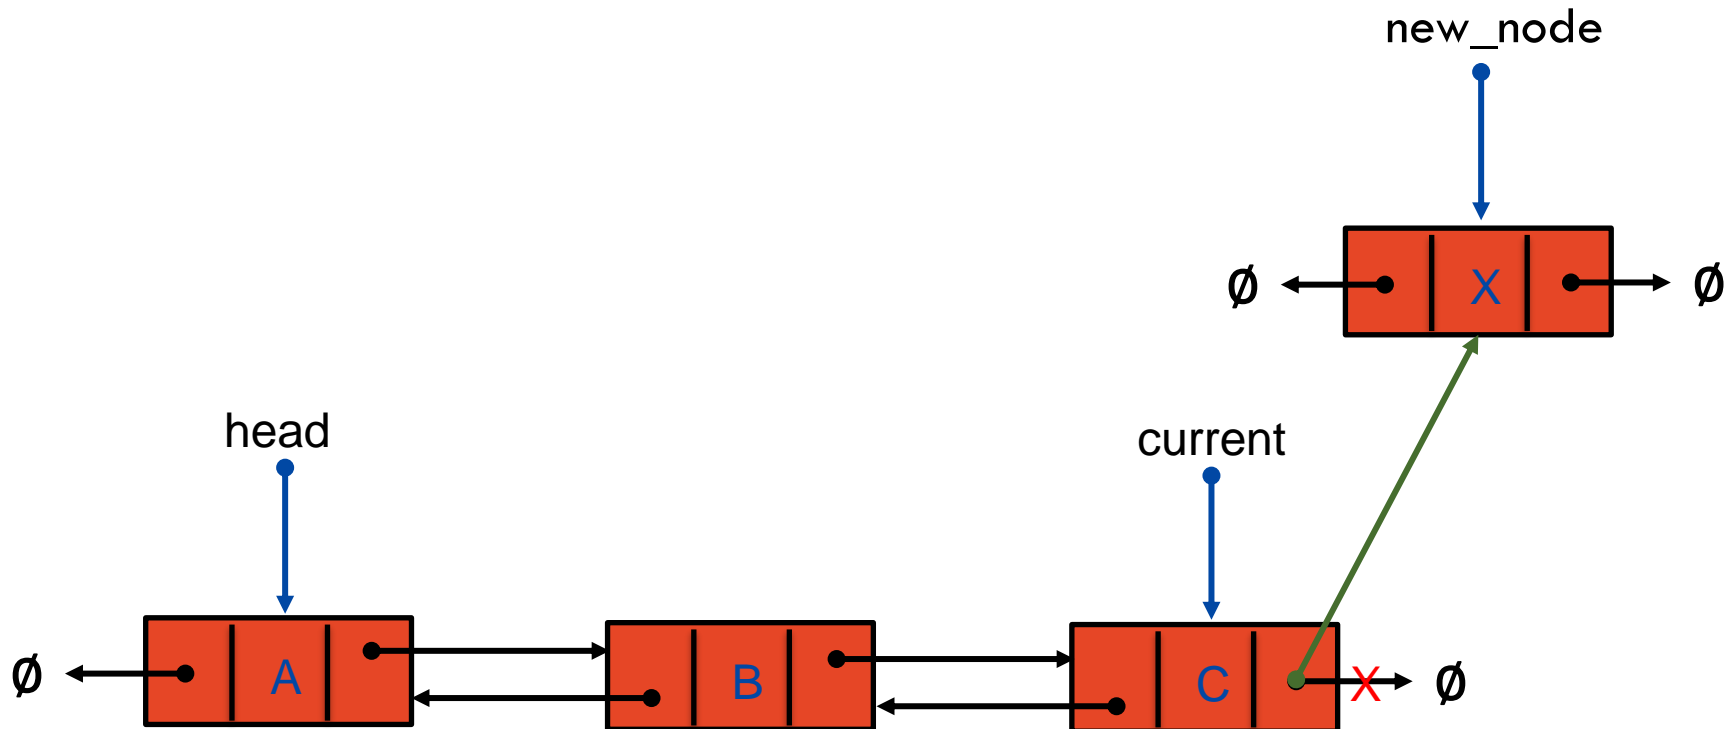 new_node
Ø X Ø
head
current
Ø A B C X Ø